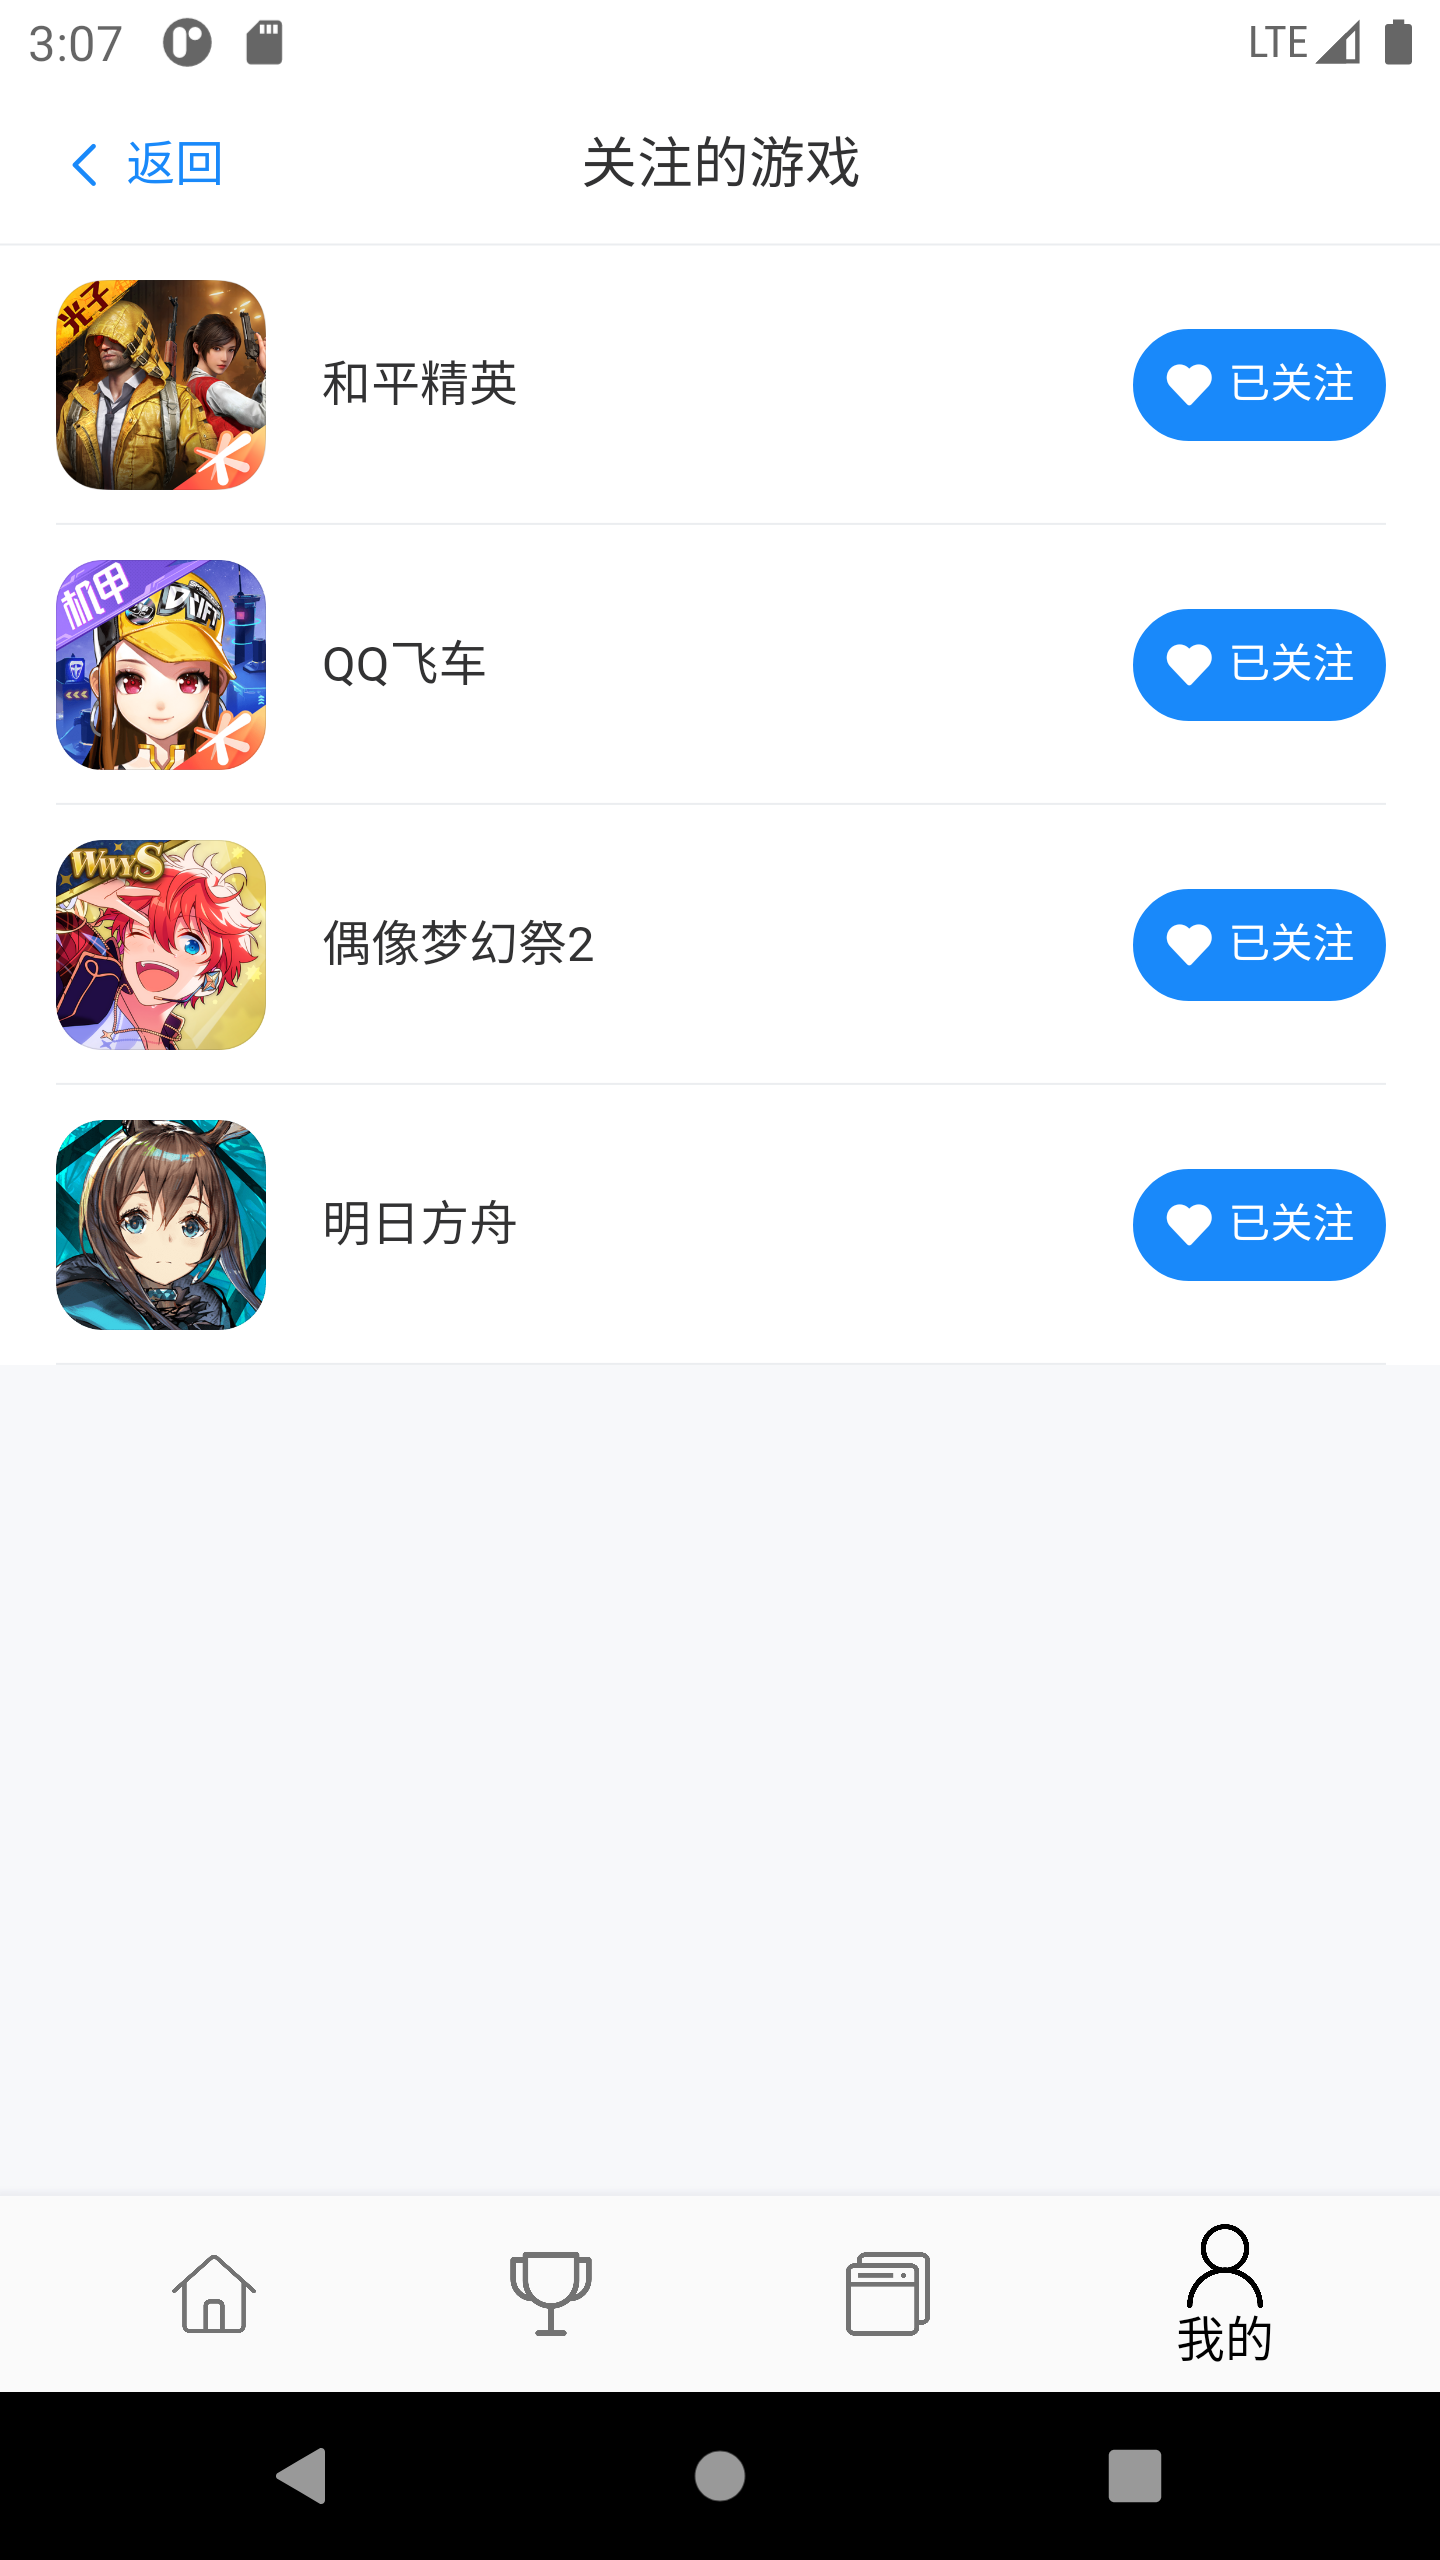 3:07
LTE
返回
关注的游戏
光子
和平精英
已关注
机甲
DRIFT
QQ飞车
已关注
WWYS
偶像梦幻祭2
已关注
明日方舟
已关注
我的